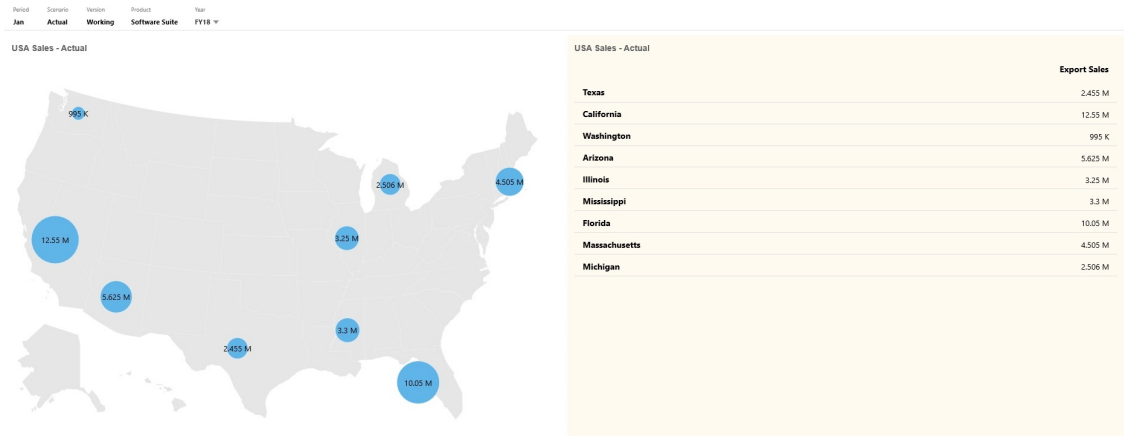 Period Scenario Version Product Year
Jan Actual Working Software Suite FY18
USA Sales - Actual
995 K
2.506 M
4.505 M
12.55 M
3.25 M
5.625 M
3.3 M
2.455 M
10.05 M
USA Sales - Actual
Export Sales
Texas 2.455 M
California 12.55 M
Washington 995 K
Arizona 5.625 M
Illinois 3.25 M
Mississippi 3.3 M
Florida 10.05 M
Massachusetts 4.505 M
Michigan 2.506 M